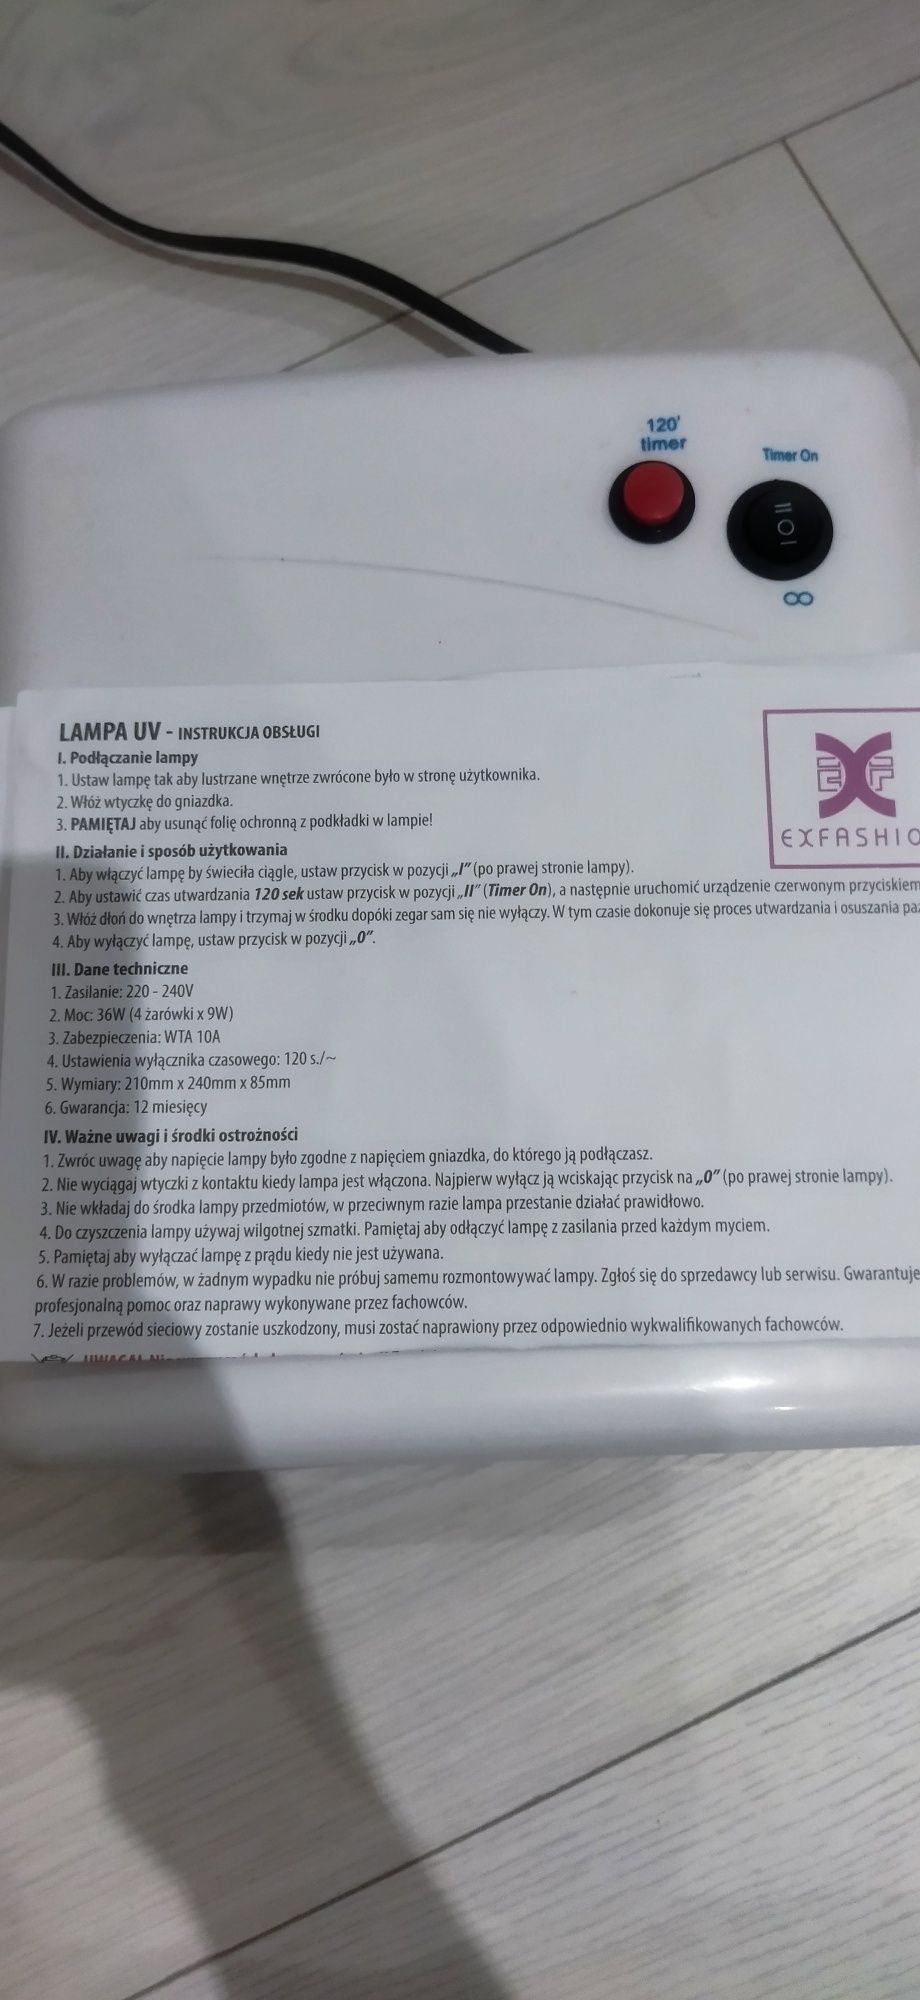 120'
timer
Timer On
II
O
I
∞
LAMPA UV - INSTRUKCJA OBSŁUGI
I. Podłączanie lampy
1. Ustaw lampę tak aby lustrzane wnętrze zwrócone było w stronę użytkownika.
2. Włóż wtyczkę do gniazdka.
3. PAMIĘTAJ aby usunąć folię ochronną z podkładki w lampie!
EXFASHIO
II. Działanie i sposób użytkowania
1. Aby włączyć lampę by świeciła ciągle, ustaw przycisk w pozycji „I" (po prawej stronie lampy).
2. Aby ustawić czas utwardzania 120 sek ustaw przycisk w pozycji „II" (Timer On), a następnie uruchomić urządzenie czerwonym przyciskiem
3. Włóż dłoń do wnętrza lampy i trzymaj w środku dopóki zegar sam się nie wyłączy. W tym czasie dokonuje się proces utwardzania i osuszania paz
4. Aby wyłączyć lampę, ustaw przycisk w pozycji „0".
III. Dane techniczne
1. Zasilanie: 220 - 240V
2. Moc: 36W (4 żarówki x 9W)
3. Zabezpieczenia: WTA 10A
4. Ustawienia wyłącznika czasowego: 120 s./~
5. Wymiary: 210mm x 240mm x 85mm
6. Gwarancja: 12 miesięcy
IV. Ważne uwagi i środki ostrożności
1. Zwróc uwagę aby napięcie lampy było zgodne z napięciem gniazdka, do którego ją podłączasz.
2. Nie wyciągaj wtyczki z kontaktu kiedy lampa jest włączona. Najpierw wyłącz ją wciskając przycisk na „0" (po prawej stronie lampy).
3. Nie wkładaj do środka lampy przedmiotów, w przeciwnym razie lampa przestanie działać prawidłowo.
4. Do czyszczenia lampy używaj wilgotnej szmatki. Pamiętaj aby odłączyć lampę z zasilania przed każdym myciem.
5. Pamiętaj aby wyłączać lampę z prądu kiedy nie jest używana.
6. W razie problemów, w żadnym wypadku nie próbuj samemu rozmontowywać lampy. Zgłoś się do sprzedawcy lub serwisu. Gwarantuje
profesjonalną pomoc oraz naprawy wykonywane przez fachowców.
7. Jeżeli przewód sieciowy zostanie uszkodzony, musi zostać naprawiony przez odpowiednio wykwalifikowanych fachowców.
UWAGA!